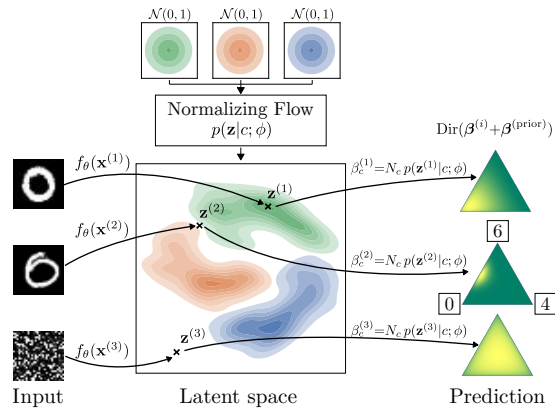 𝒩(0, 1) 𝒩(0, 1) 𝒩(0, 1)
Normalizing Flow
p(𝐳|c; ϕ)
Dir(𝜷⁽ⁱ⁾+𝜷⁽ᵖʳⁱᵒʳ⁾)
f_θ(𝐱⁽¹⁾)
𝐳⁽¹⁾
β_c⁽¹⁾=N_c p(𝐳⁽¹⁾|c; ϕ)
f_θ(𝐱⁽²⁾)
𝐳⁽²⁾
β_c⁽²⁾=N_c p(𝐳⁽²⁾|c; ϕ)
6
0 4
f_θ(𝐱⁽³⁾)
𝐳⁽³⁾
β_c⁽³⁾=N_c p(𝐳⁽³⁾|c; ϕ)
Input Latent space Prediction